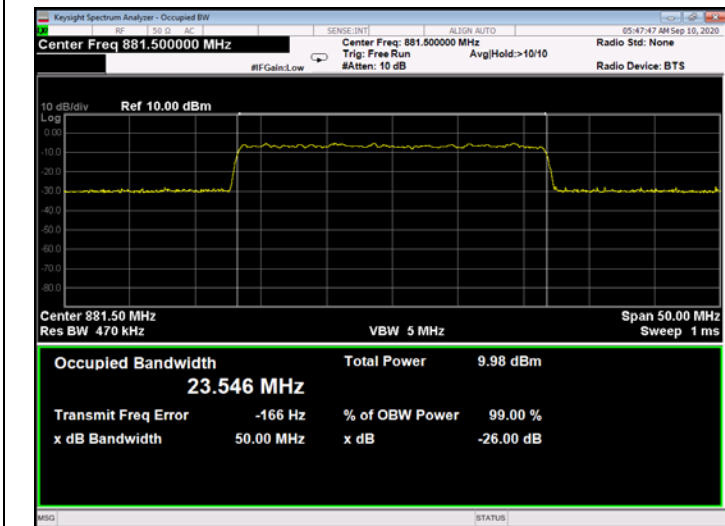 Keysight Spectrum Analyzer - Occupied BW
RF 50 Ω AC SENSE:INT ALIGN AUTO 05:47:47 AM Sep 10, 2020
Center Freq 881.500000 MHz Center Freq: 881.500000 MHz Radio Std: None
Trig: Free Run Avg|Hold:>10/10
#IFGain:Low #Atten: 10 dB Radio Device: BTS
10 dB/div Ref 10.00 dBm
Log
0.00
-10.0
-20.0
-30.0
-40.0
-50.0
-60.0
-70.0
-80.0
Center 881.50 MHz Span 50.00 MHz
Res BW 470 kHz VBW 5 MHz Sweep 1 ms
Occupied Bandwidth Total Power 9.98 dBm
23.546 MHz
Transmit Freq Error -166 Hz % of OBW Power 99.00 %
x dB Bandwidth 50.00 MHz x dB -26.00 dB
MSG STATUS